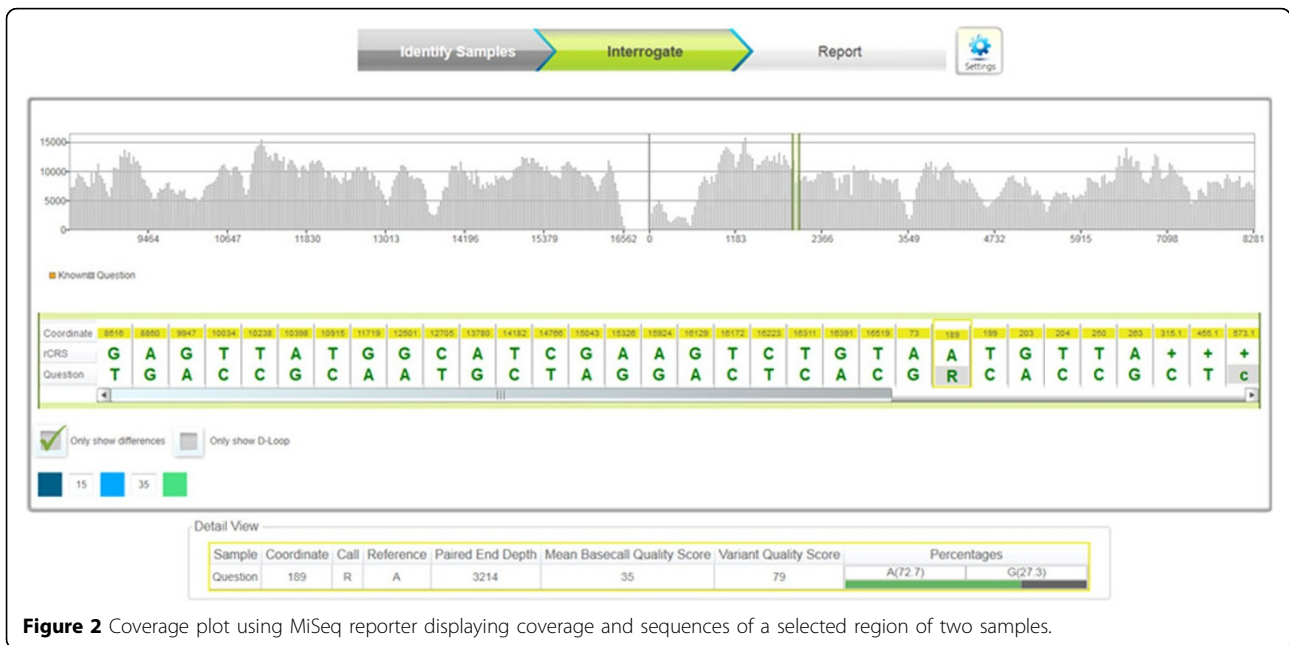 Identify Samples Interrogate Report
Settings
15000
10000
5000
0
9464 10647 11830 13013 14196 15379 16562 0 1183 2366 3549 4732 5915 7098 8281
Known Question
Coordinate 8860 9947 10034 10238 10398 10915 11719 12501 12705 13780 14182 14766 15043 15326 15924 16129 16172 16223 16311 16391 16519 73 189 199 203 204 250 263 315.1 455.1 573.1
rCRS G A G T T A T G G C A T C G A A G T C T G T A A T G T T A + + +
Question T G A C C G C A A T G C T A G G A C T C A C G R C A C C G C T c
Only show differences Only show D-Loop
15 35
Detail View
Sample Coordinate Call Reference Paired End Depth Mean Basecall Quality Score Variant Quality Score Percentages
Question 189 R A 3214 35 79 A(72.7) G(27.3)
Figure 2 Coverage plot using MiSeq reporter displaying coverage and sequences of a selected region of two samples.